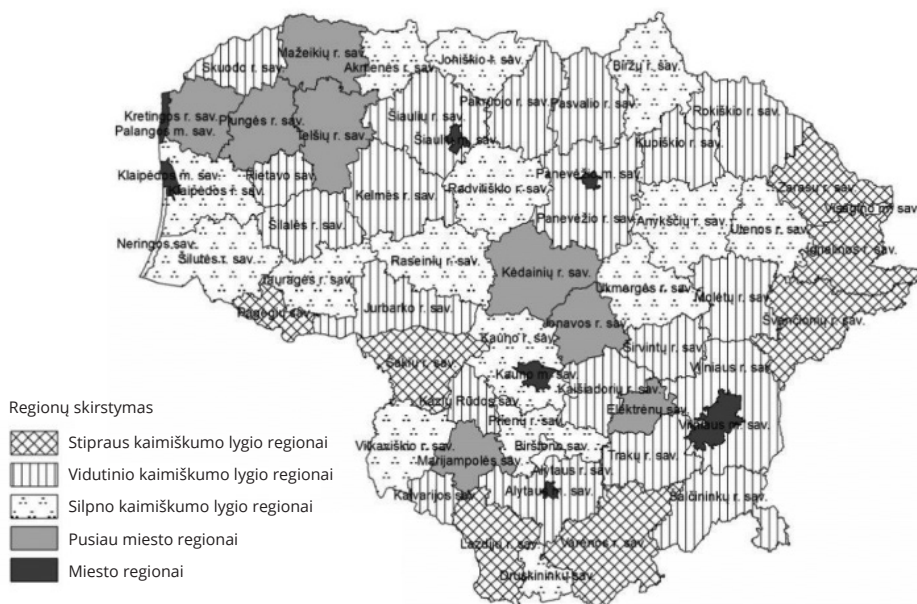 Mažeikių r. sav.
Skuodo r. sav.
Akmenės r. sav.
Joniškio r. sav.
Biržų r. sav.
Kretingos r. sav.
Palangos m. sav.
Plungės r. sav.
Telšių r. sav.
Šiaulių r. sav.
Šiaulių m. sav.
Pakruojo r. sav.
Pasvalio r. sav.
Rokiškio r. sav.
Kupiškio r. sav.
Klaipėdos m. sav.
Klaipėdos r. sav.
Rietavo sav.
Kelmės r. sav.
Radviliškio r. sav.
Panevėžio m. sav.
Panevėžio r. sav.
Anykščių r. sav.
Utenos r. sav.
Zarasų r. sav.
Visagino m. sav.
Ignalinos r. sav.
Šilalės r. sav.
Neringos sav.
Šilutės r. sav.
Tauragės r. sav.
Raseinių r. sav.
Kėdainių r. sav.
Ukmergės r. sav.
Molėtų r. sav.
Švenčionių r. sav.
Pagėgių sav.
Jurbarko r. sav.
Jonavos r. sav.
Kauno r. sav.
Širvintų r. sav.
Šakių r. sav.
Kauno m. sav.
Kaišiadorių r. sav.
Vilniaus r. sav.
Kazlų Rūdos sav.
Prienų r. sav.
Elektrėnų sav.
Vilniaus m. sav.
Vilkaviškio r. sav.
Marijampolės sav.
Birštono sav.
Alytaus r. sav.
Trakų r. sav.
Kalvarijos sav.
Alytaus m. sav.
Šalčininkų r. sav.
Lazdijų r. sav.
Varėnos r. sav.
Druskininkų sav.
Regionų skirstymas
Stipraus kaimiškumo lygio regionai
Vidutinio kaimiškumo lygio regionai
Silpno kaimiškumo lygio regionai
Pusiau miesto regionai
Miesto regionai